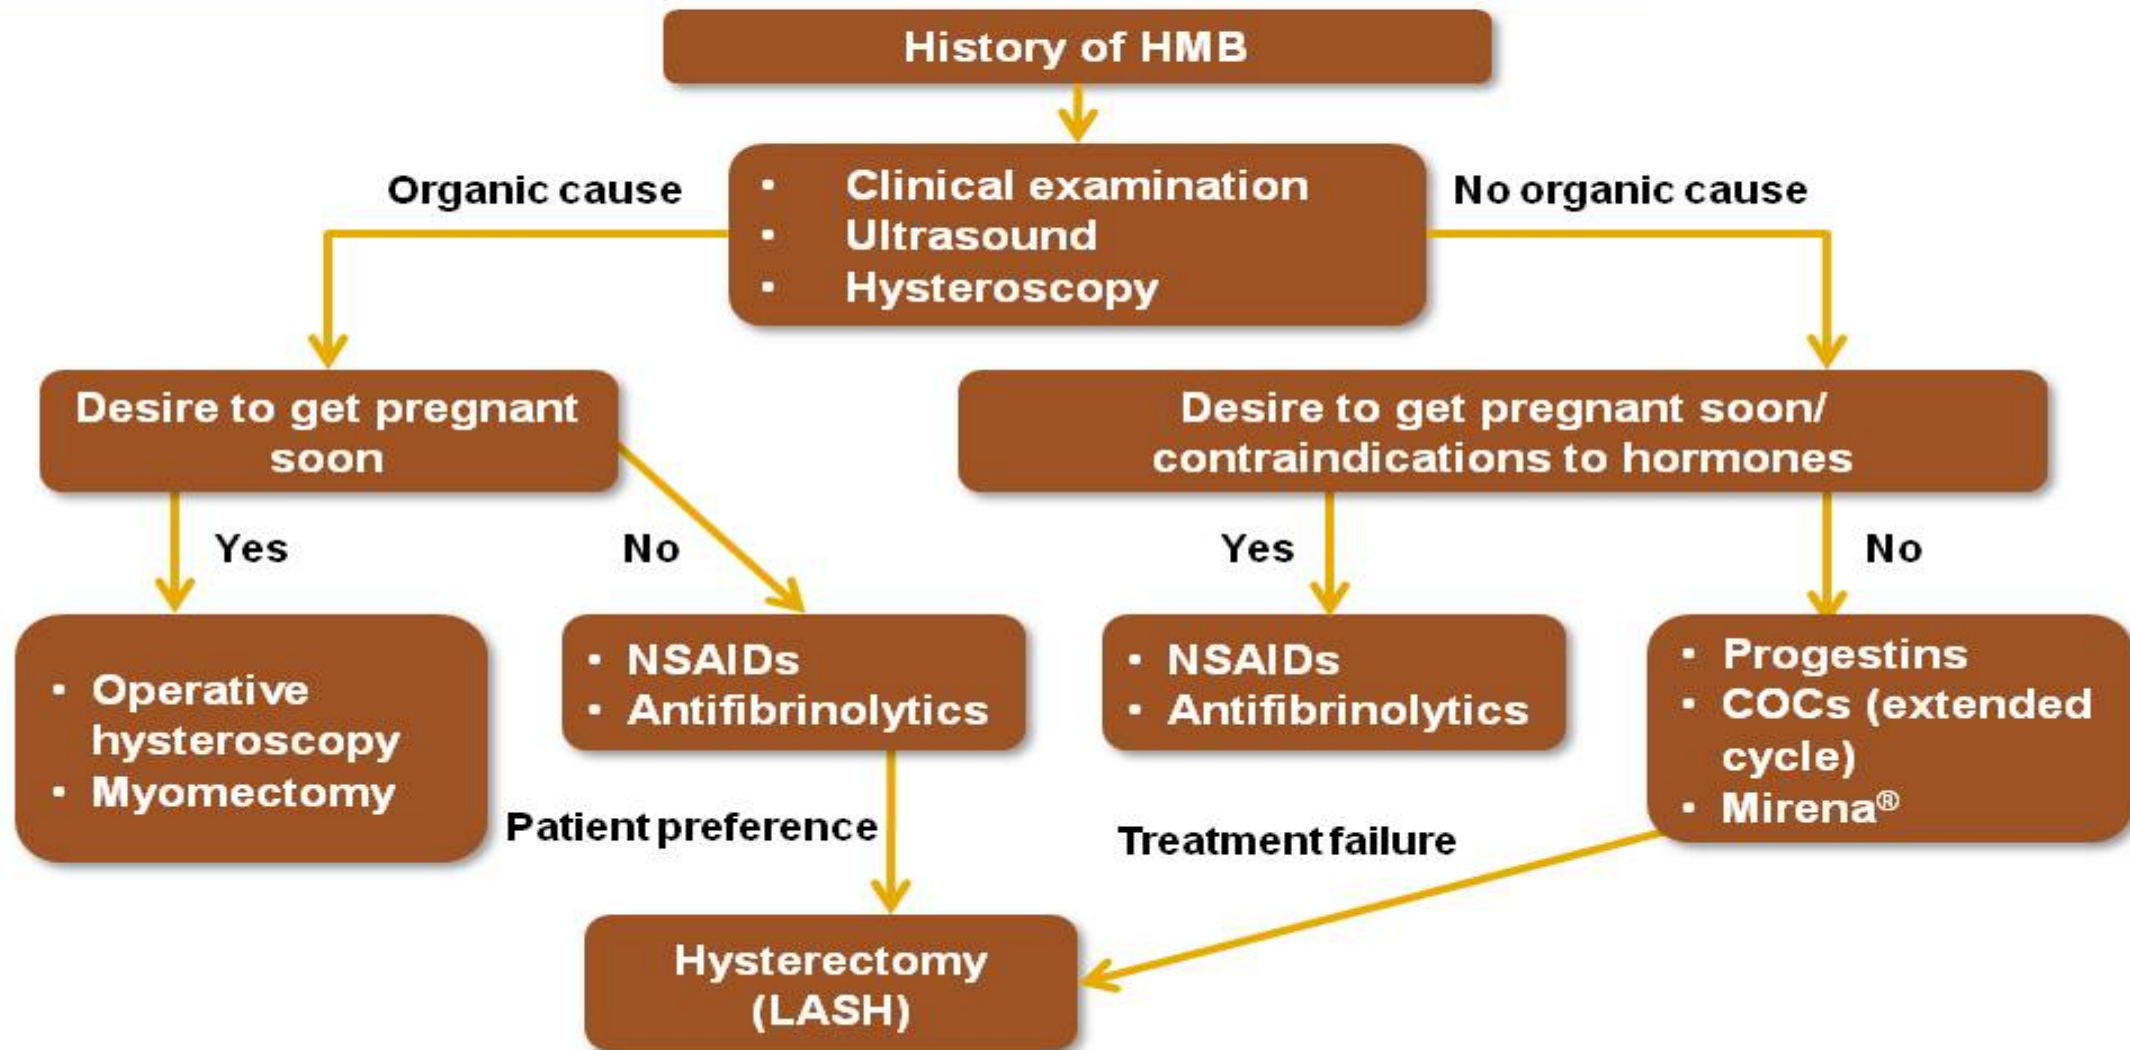 History of HMB
Organic cause
▪ Clinical examination
▪ Ultrasound
▪ Hysteroscopy
No organic cause
Desire to get pregnant
soon
Desire to get pregnant soon/
contraindications to hormones
Yes
No
Yes
No
▪ Operative
hysteroscopy
▪ Myomectomy
▪ NSAIDs
▪ Antifibrinolytics
▪ NSAIDs
▪ Antifibrinolytics
▪ Progestins
▪ COCs (extended
cycle)
▪ Mirena®
Patient preference
Treatment failure
Hysterectomy
(LASH)